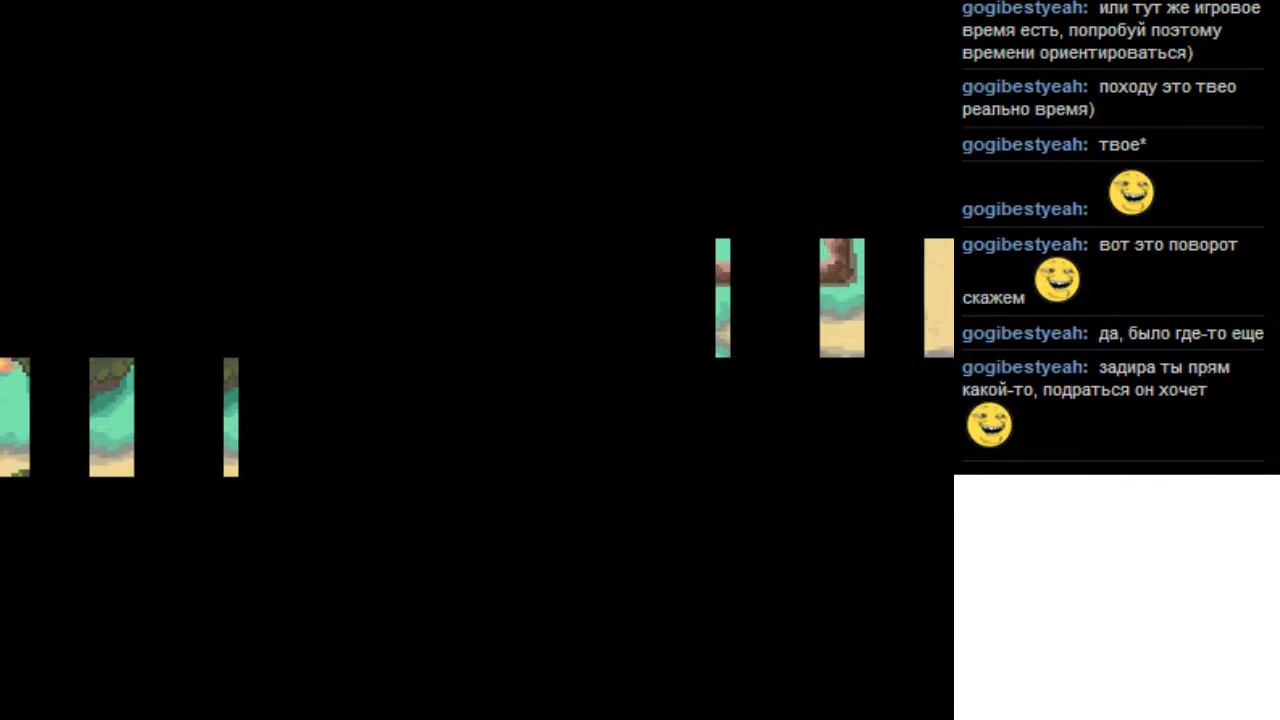 gogibestyeah: или тут же игровое
время есть, попробуй поэтому
времени ориентироваться)
gogibestyeah: походу это твео
реально время)
gogibestyeah: твое*
gogibestyeah:
gogibestyeah: вот это поворот
скажем
gogibestyeah: да, было где-то еще
gogibestyeah: задира ты прям
какой-то, подраться он хочет